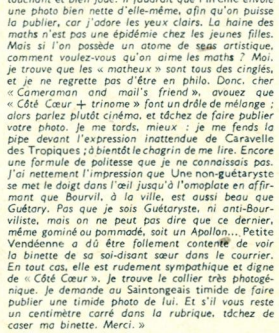 touchant et bien joué. Il faudrait que l'Irène envoie
une photo bien nette d'elle-même, afin qu'on puisse
la publier, car j'adore les yeux clairs. La haine des
maths n'est pas une épidémie chez les jeunes filles.
Mais si l'on possède un atome de sens artistique,
comment voulez-vous qu'on aime les maths ? Moi,
je trouve que les « matheux » sont tous des cinglés,
et je ne regrette pas d'être en philo. Donc. cher
« Cameraman and mail's friend », avouez que
« Côté Cœur + trinome » font un drôle de mélange ;
alors parlez plutôt cinéma, et tâchez de faire publier
votre photo. Je me tords, mieux : je me fends la
pipe devant l'expression inattendue de Caravelle
des Tropiques ; à bientôt le chagrin de me lire. Encore
une formule de politesse que je ne connaissais pas.
J'ai nettement l'impression que Une non-guétaryste
se met le doigt dans l'œil jusqu'à l'omoplate en affir-
mant que Bourvil, à la ville, est aussi beau que
Guétary. Pas que je sois Guétaryste, ni anti-Bour-
viliste, mais on ne peut pas dire que ce dernier,
même gominé ou pommadé, soit un Apollon... Petite
Vendéenne a dû être follement contente de voir
la binette de sa soi-disant sœur dans le courrier.
En tout cas, elle est rudement sympathique et digne
de « Côté Cœur ». Je trouve le collier très photogé-
nique. Je demande au Saintongeais timide de faire
publier une timide photo de lui. Et s'il vous reste
un centimètre carré dans la rubrique, tâchez de
caser ma binette. Merci. »